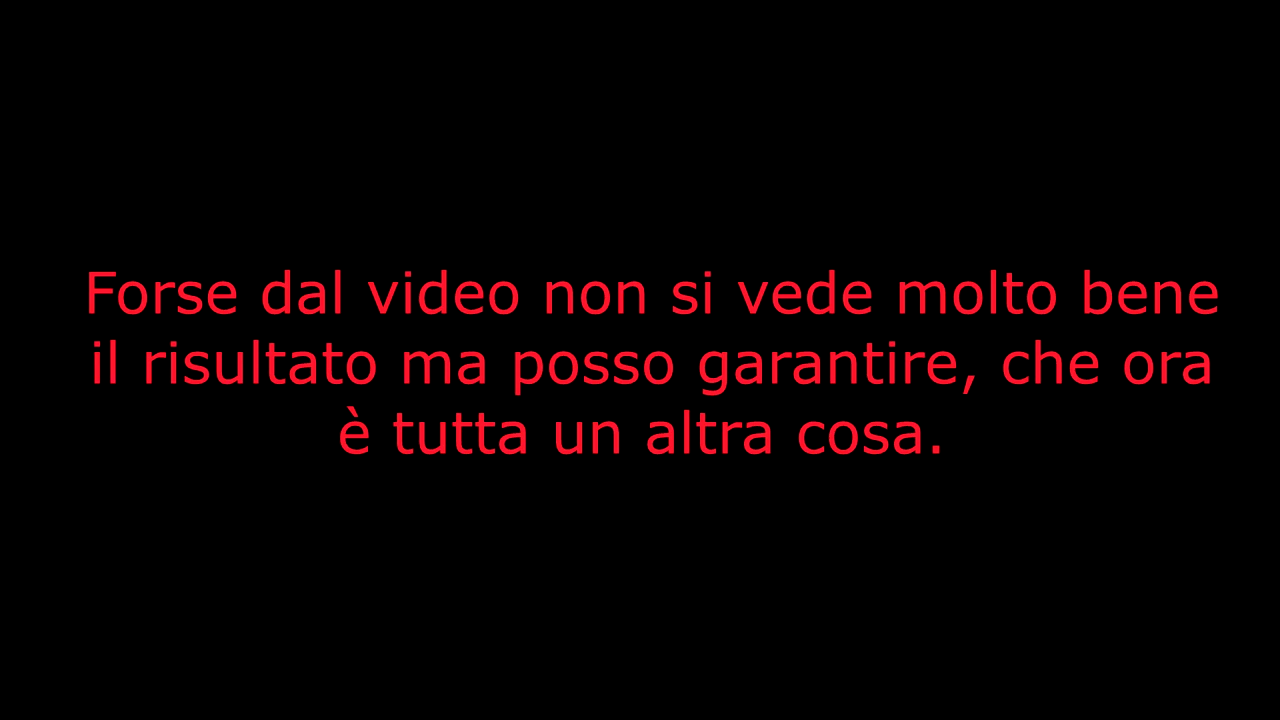 Forse dal video non si vede molto bene
il risultato ma posso garantire, che ora
è tutta un altra cosa.